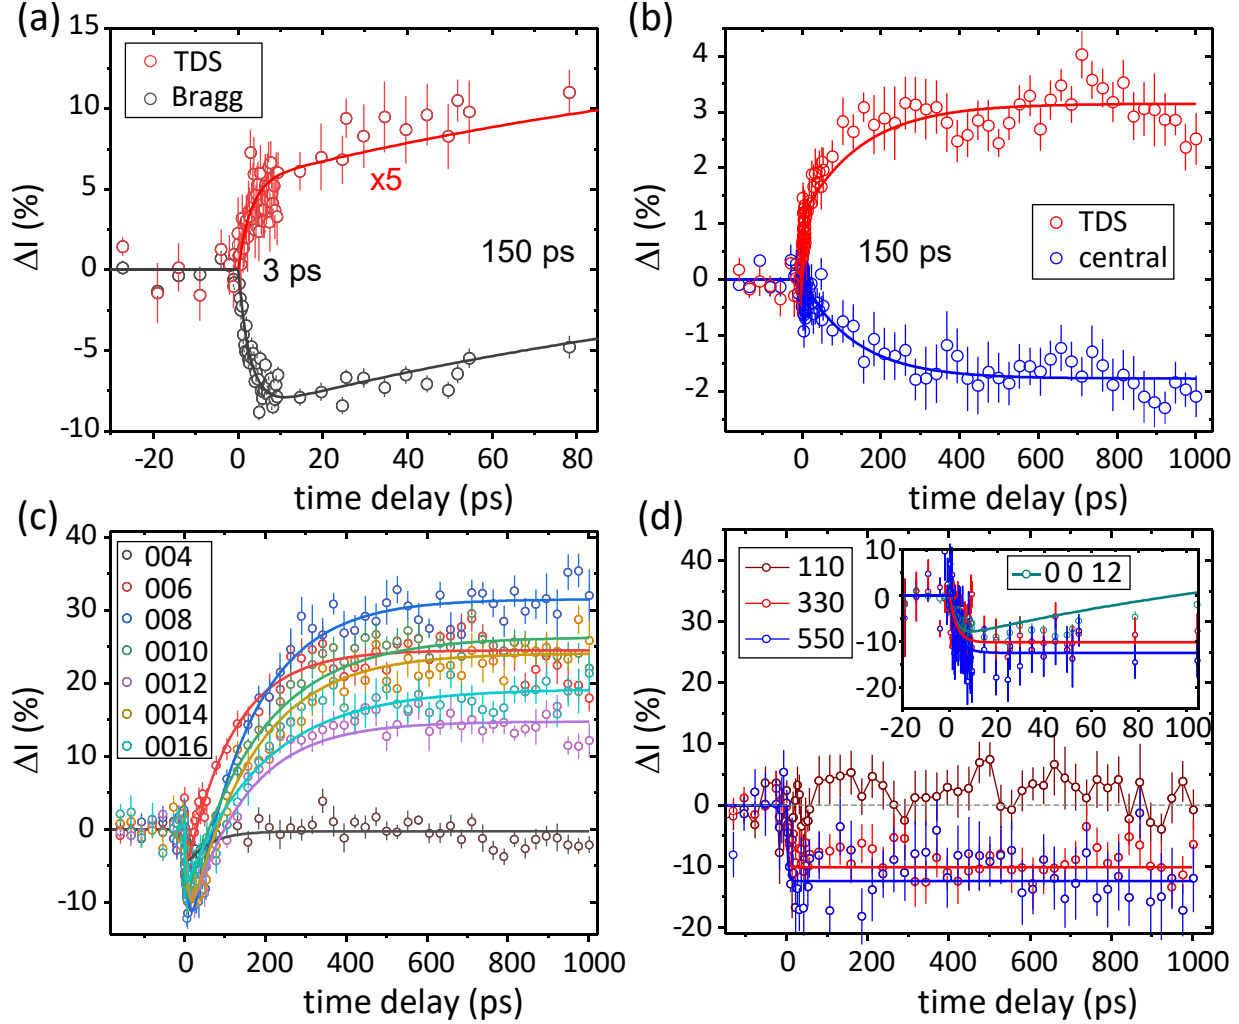 (a)
15
10
5
0
-5
-10
ΔI (%)
TDS
Bragg
x5
3 ps
150 ps
-20 0 20 40 60 80
time delay (ps)
(b)
4
3
2
1
0
-1
-2
ΔI (%)
150 ps
TDS
central
0 200 400 600 800 1000
time delay (ps)
(c)
40
30
20
10
0
-10
ΔI (%)
004
006
008
0010
0012
0014
0016
0 200 400 600 800 1000
time delay (ps)
(d)
40
30
20
10
0
-10
-20
ΔI (%)
110
330
550
10
0
-10
-20
0 0 12
-20 0 20 40 60 80 100
0 200 400 600 800 1000
time delay (ps)